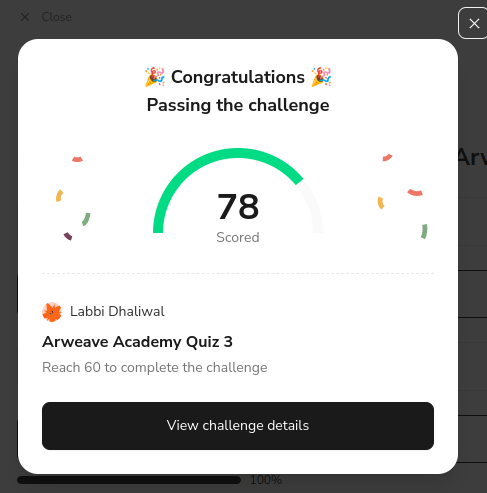 Close
🎉 Congratulations 🎉
Passing the challenge
Arw
78
Scored
Labbi Dhaliwal
Arweave Academy Quiz 3
Reach 60 to complete the challenge
View challenge details
100%